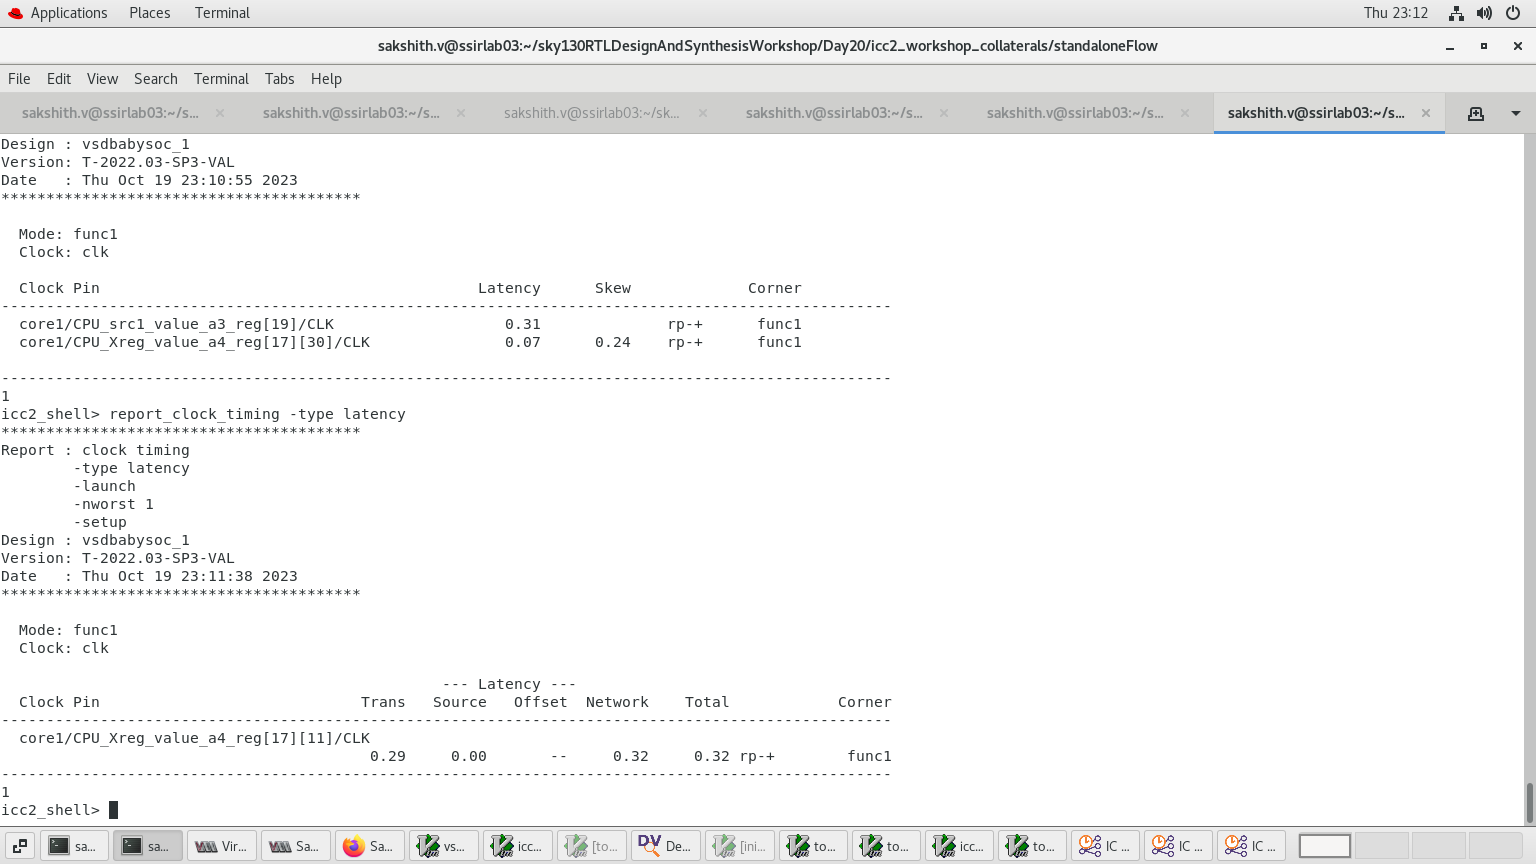 Applications Places Terminal Thu 23:12
sakshith.v@ssirlab03:~/sky130RTLDesignAndSynthesisWorkshop/Day20/icc2_workshop_collaterals/standaloneFlow
File Edit View Search Terminal Tabs Help
sakshith.v@ssirlab03:~/s... sakshith.v@ssirlab03:~/s... sakshith.v@ssirlab03:~/sk... sakshith.v@ssirlab03:~/s... sakshith.v@ssirlab03:~/s... sakshith.v@ssirlab03:~/s...
Design : vsdbabysoc_1
Version: T-2022.03-SP3-VAL
Date   : Thu Oct 19 23:10:55 2023
****************************************
Mode: func1
Clock: clk
Clock Pin Latency Skew Corner
---------------------------------------------------------------------------------------------------
core1/CPU_src1_value_a3_reg[19]/CLK 0.31 rp-+ func1
core1/CPU_Xreg_value_a4_reg[17][30]/CLK 0.07 0.24 rp-+ func1
---------------------------------------------------------------------------------------------------
1
icc2_shell> report_clock_timing -type latency
****************************************
Report : clock timing
-type latency
-launch
-nworst 1
-setup
Design : vsdbabysoc_1
Version: T-2022.03-SP3-VAL
Date   : Thu Oct 19 23:11:38 2023
****************************************
Mode: func1
Clock: clk
--- Latency ---
Clock Pin Trans Source Offset Network Total Corner
---------------------------------------------------------------------------------------------------
core1/CPU_Xreg_value_a4_reg[17][11]/CLK
0.29 0.00 -- 0.32 0.32 rp-+ func1
---------------------------------------------------------------------------------------------------
1
icc2_shell>
sa... sa... Vir... Sa... Sa... vs... icc... [to... De... [ini... to... to... icc... to... IC ... IC ... IC ...